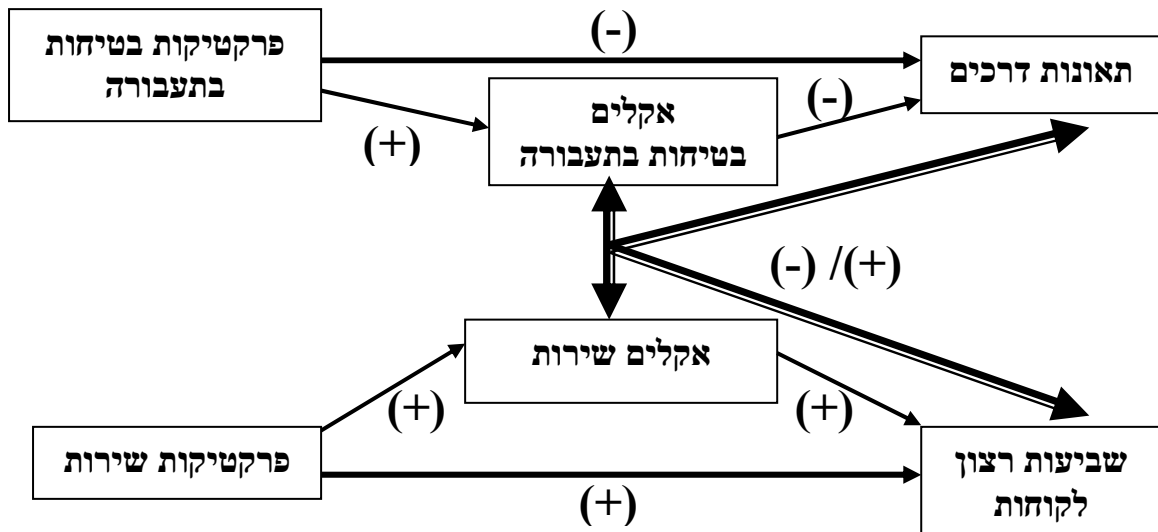 (-)
פרקטיקות בטיחות
בתעבורה
תאונות דרכים
אקלים
בטיחות בתעבורה
(-)
(+)
(-) /(+)
אקלים שירות
(+)
(+)
פרקטיקות שירות
שביעות רצון
לקוחות
(+)